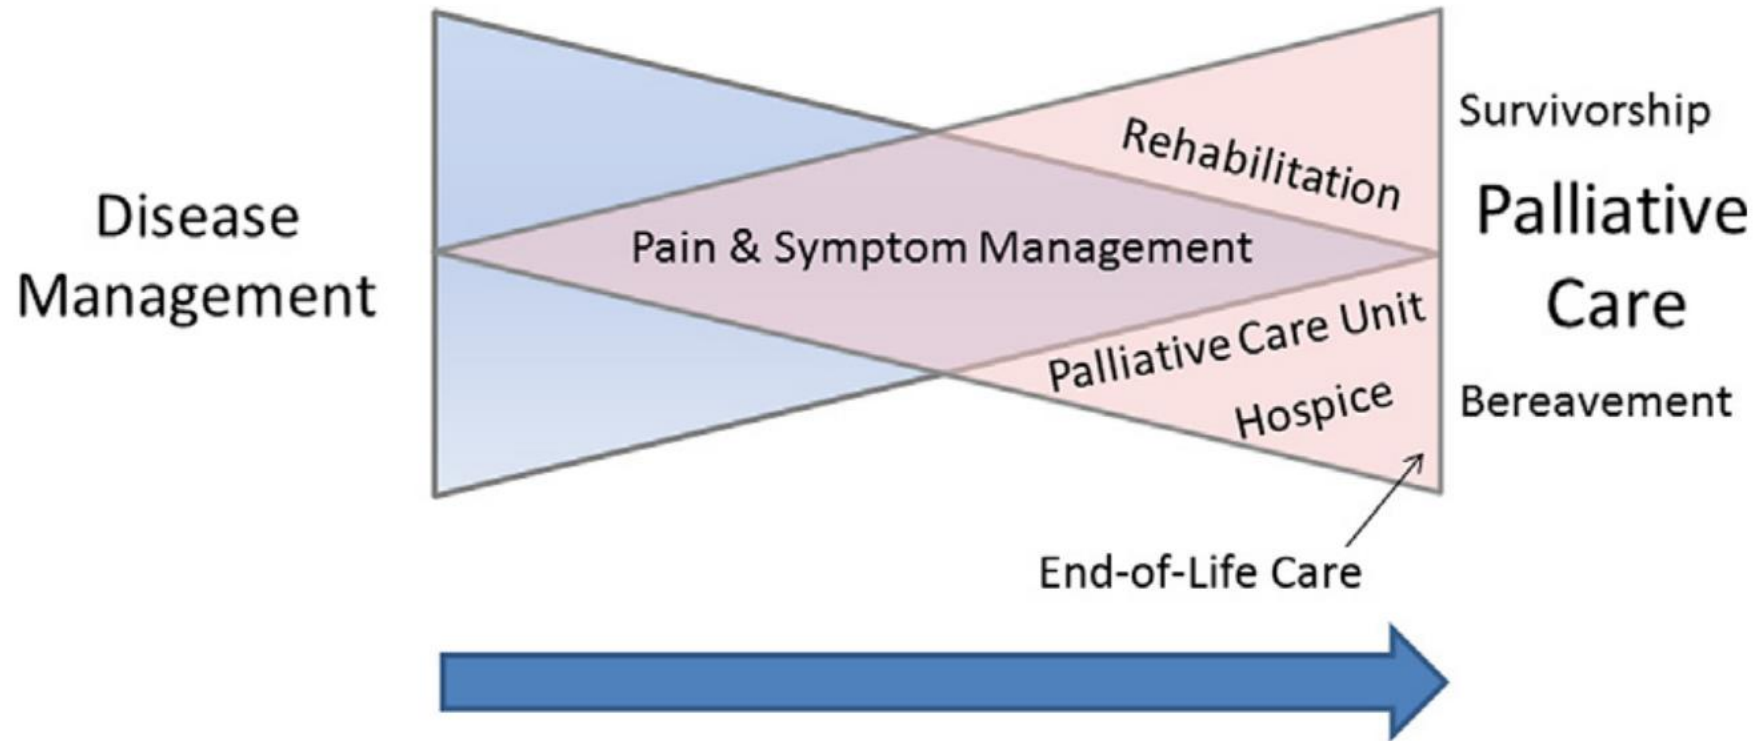 Disease
Management
Pain & Symptom Management
Rehabilitation
Palliative Care Unit
Hospice
End-of-Life Care
Survivorship
Palliative
Care
Bereavement